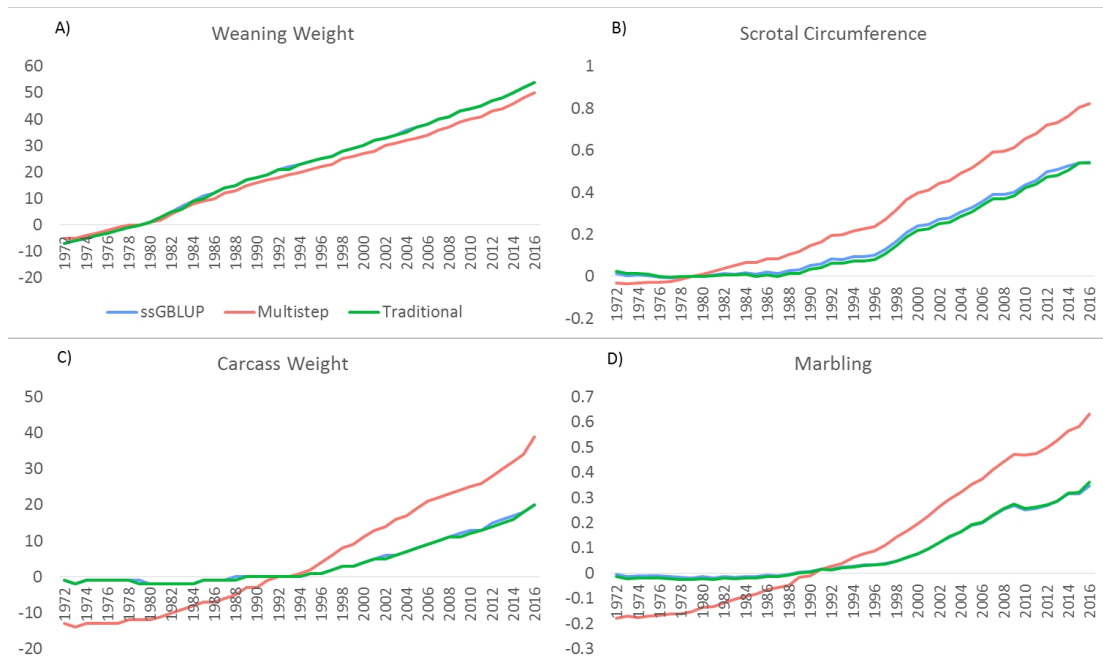 A)
Weaning Weight
60
50
40
30
20
10
0
-10
-20
1972 1974 1976 1978 1980 1982 1984 1986 1988 1990 1992 1994 1996 1998 2000 2002 2004 2006 2008 2010 2012 2014 2016
ssGBLUP Multistep Traditional
B)
Scrotal Circumference
1
0.8
0.6
0.4
0.2
0
-0.2
1972 1974 1976 1978 1980 1982 1984 1986 1988 1990 1992 1994 1996 1998 2000 2002 2004 2006 2008 2010 2012 2014 2016
C)
Carcass Weight
50
40
30
20
10
0
-10
-20
1972 1974 1976 1978 1980 1982 1984 1986 1988 1990 1992 1994 1996 1998 2000 2002 2004 2006 2008 2010 2012 2014 2016
D)
Marbling
0.7
0.6
0.5
0.4
0.3
0.2
0.1
0
-0.1
-0.2
-0.3
1972 1974 1976 1978 1980 1982 1984 1986 1988 1990 1992 1994 1996 1998 2000 2002 2004 2006 2008 2010 2012 2014 2016